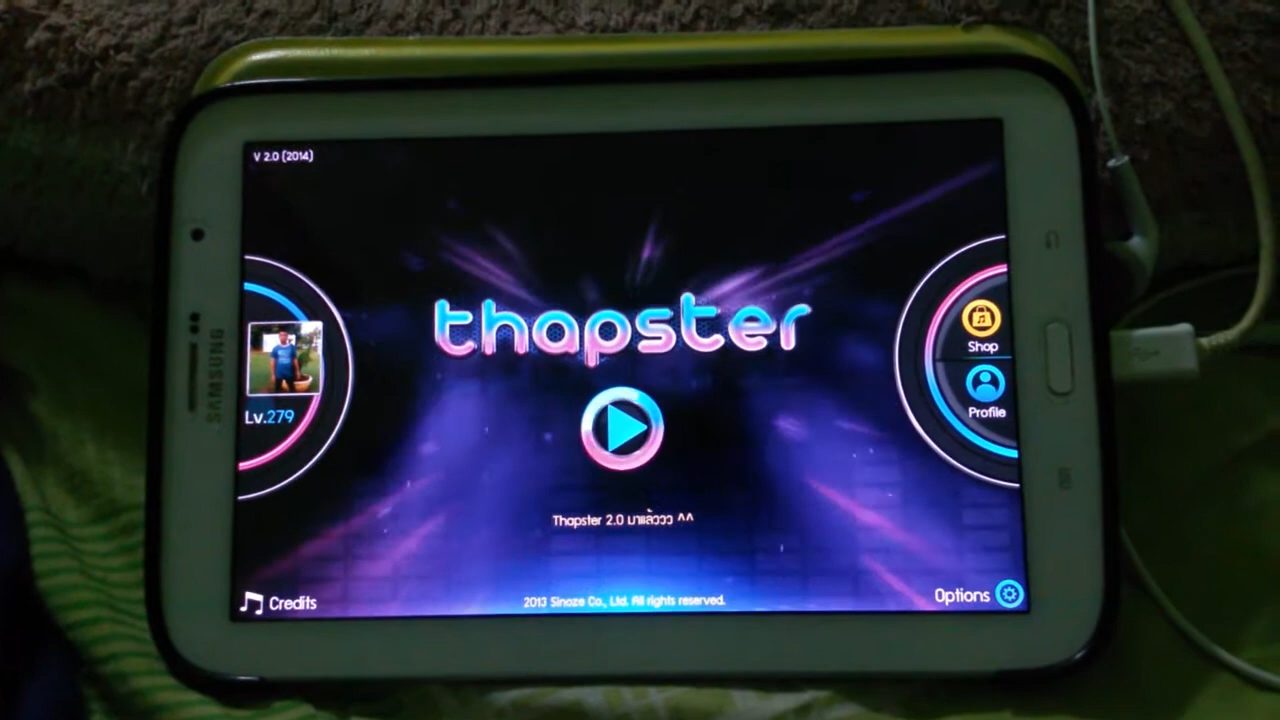 V 2.0 (2014)
SAMSUNG
thapster
Lv.279
Shop
Profile
Thapster 2.0 มาแล้ววว ^^
Credits
2013 Sinoze Co., Ltd. All rights reserved.
Options